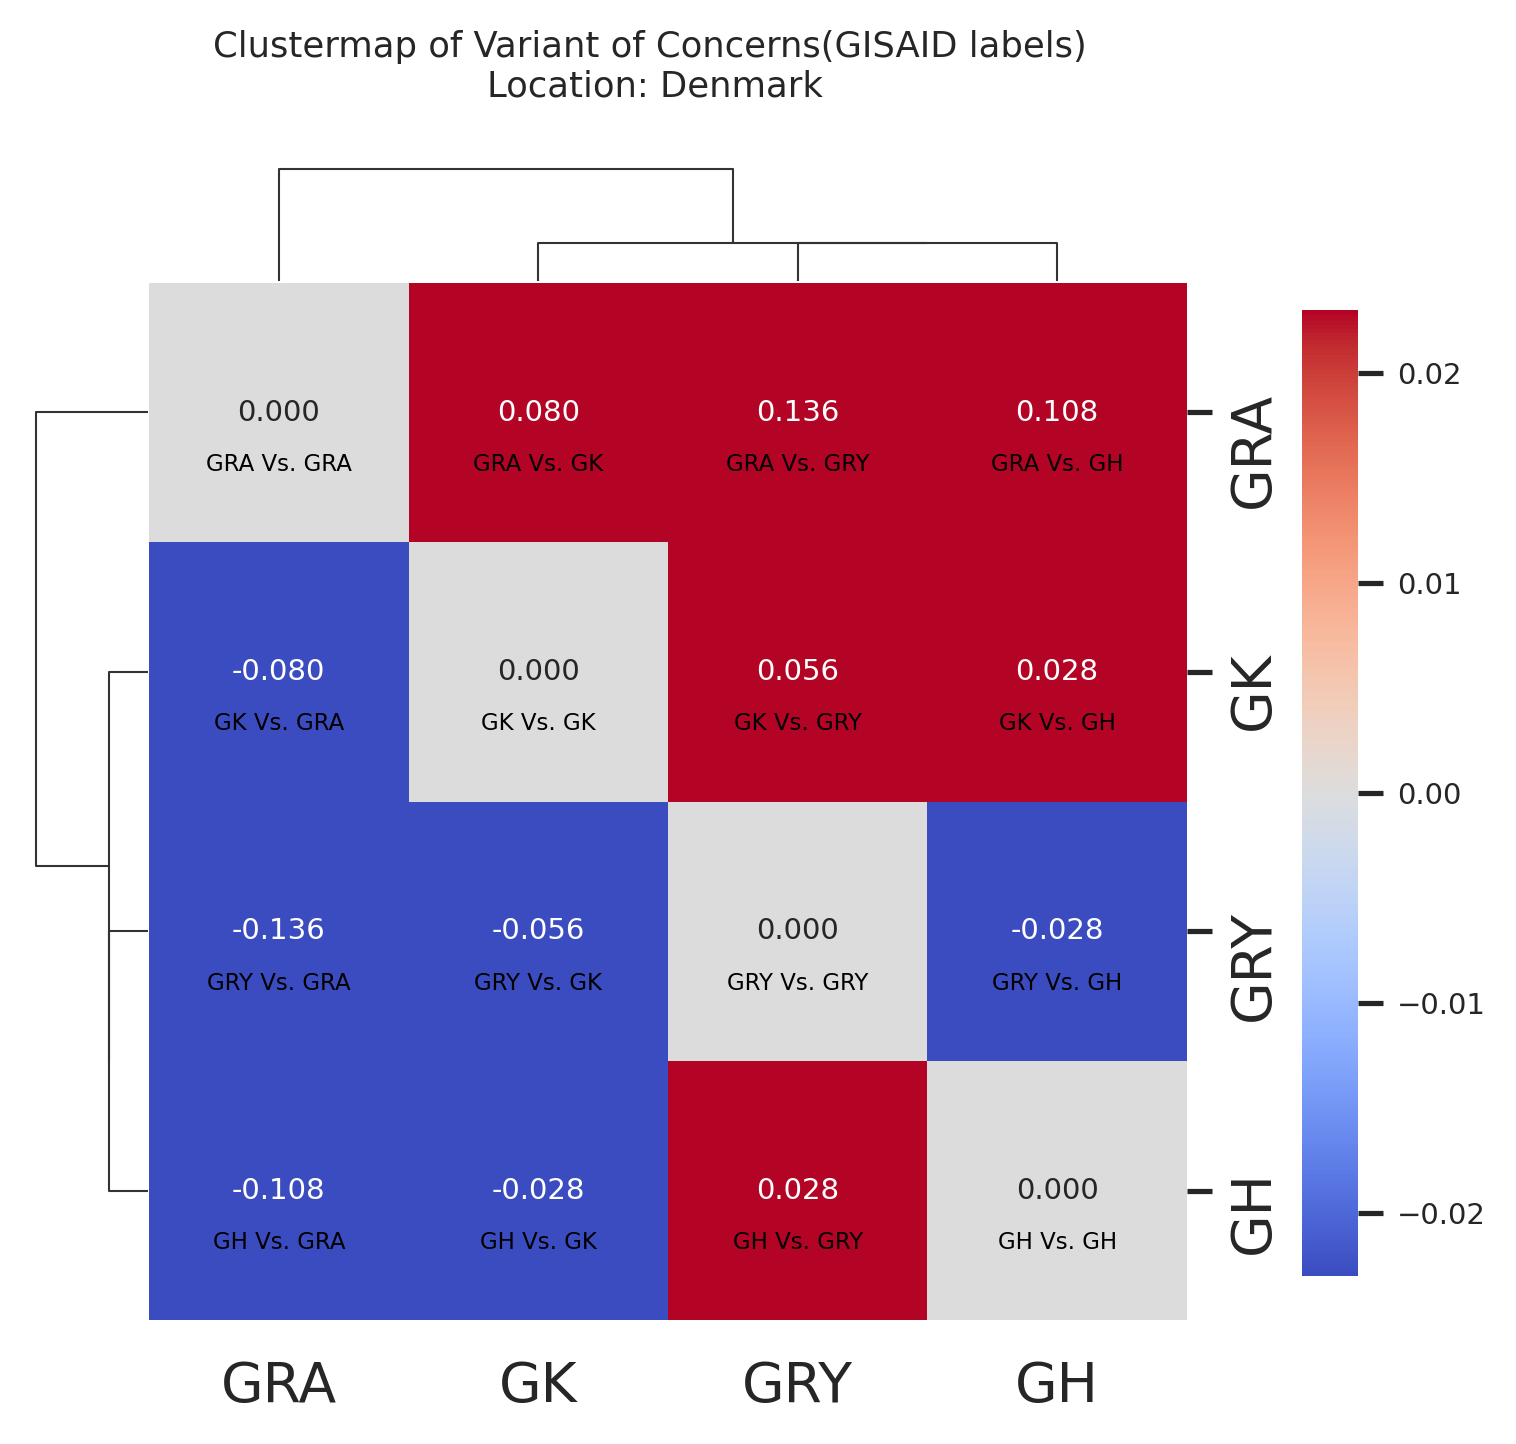 Clustermap of Variant of Concerns(GISAID labels)
Location: Denmark
0.000
0.080
0.136
0.108
GRA Vs. GRA
GRA Vs. GK
GRA Vs. GRY
GRA Vs. GH
GRA
-0.080
0.000
0.056
0.028
GK Vs. GRA
GK Vs. GK
GK Vs. GRY
GK Vs. GH
GK
-0.136
-0.056
0.000
-0.028
GRY Vs. GRA
GRY Vs. GK
GRY Vs. GRY
GRY Vs. GH
GRY
-0.108
-0.028
0.028
0.000
GH Vs. GRA
GH Vs. GK
GH Vs. GRY
GH Vs. GH
GH
GRA
GK
GRY
GH
0.02
0.01
0.00
−0.01
−0.02